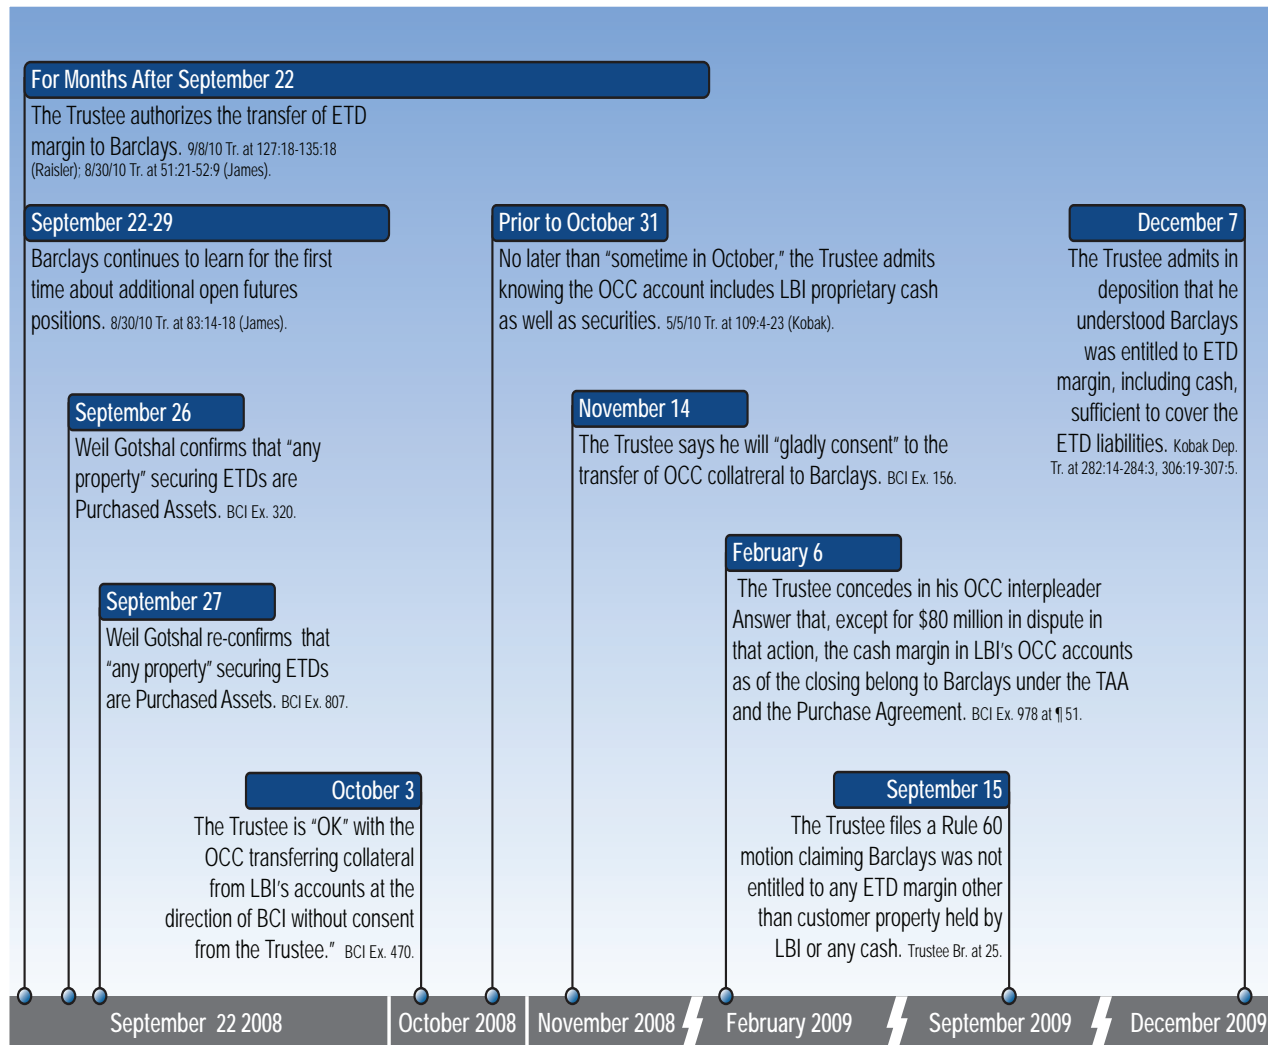 For Months After September 22
The Trustee authorizes the transfer of ETD
margin to Barclays. 9/8/10 Tr. at 127:18-135:18
(Raisler); 8/30/10 Tr. at 51:21-52:9 (James).
September 22-29
Barclays continues to learn for the first
time about additional open futures
positions. 8/30/10 Tr. at 83:14-18 (James).
September 26
Weil Gotshal confirms that “any
property” securing ETDs are
Purchased Assets. BCI Ex. 320.
September 27
Weil Gotshal re-confirms that
“any property” securing ETDs
are Purchased Assets. BCI Ex. 807.
October 3
The Trustee is “OK” with the
OCC transferring collateral
from LBI’s accounts at the
direction of BCI without consent
from the Trustee.” BCI Ex. 470.
Prior to October 31
No later than “sometime in October,” the Trustee admits
knowing the OCC account includes LBI proprietary cash
as well as securities. 5/5/10 Tr. at 109:4-23 (Kobak).
November 14
The Trustee says he will “gladly consent” to the
transfer of OCC collatreral to Barclays. BCI Ex. 156.
February 6
The Trustee concedes in his OCC interpleader
Answer that, except for $80 million in dispute in
that action, the cash margin in LBI’s OCC accounts
as of the closing belong to Barclays under the TAA
and the Purchase Agreement. BCI Ex. 978 at ¶ 51.
September 15
The Trustee files a Rule 60
motion claiming Barclays was not
entitled to any ETD margin other
than customer property held by
LBI or any cash. Trustee Br. at 25.
December 7
The Trustee admits in
deposition that he
understood Barclays
was entitled to ETD
margin, including cash,
sufficient to cover the
ETD liabilities. Kobak Dep.
Tr. at 282:14-284:3, 306:19-307:5.
September 22 2008
October 2008
November 2008
February 2009
September 2009
December 2009